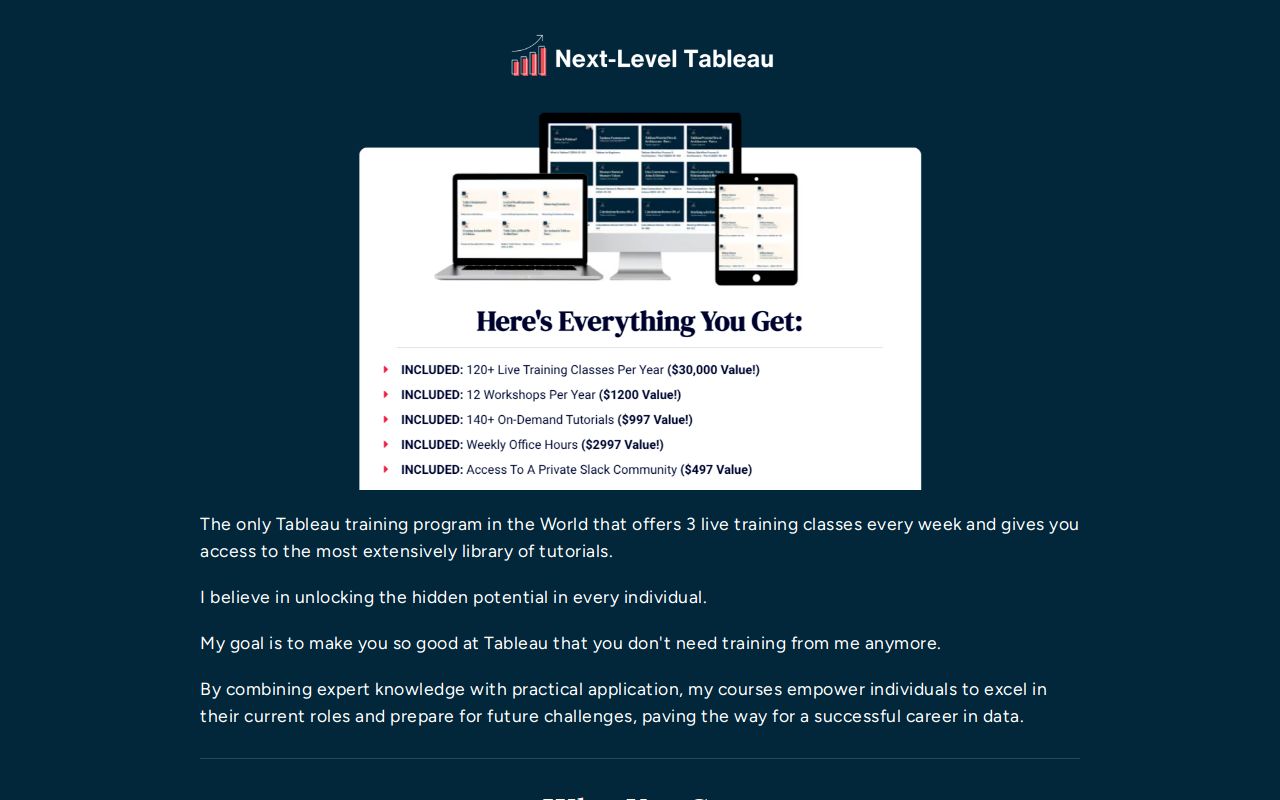 Next-Level Tableau
Here's Everything You Get:
INCLUDED: 120+ Live Training Classes Per Year ($30,000 Value!)
INCLUDED: 12 Workshops Per Year ($1200 Value!)
INCLUDED: 140+ On-Demand Tutorials ($997 Value!)
INCLUDED: Weekly Office Hours ($2997 Value!)
INCLUDED: Access To A Private Slack Community ($497 Value)
The only Tableau training program in the World that offers 3 live training classes every week and gives you
access to the most extensively library of tutorials.
I believe in unlocking the hidden potential in every individual.
My goal is to make you so good at Tableau that you don't need training from me anymore.
By combining expert knowledge with practical application, my courses empower individuals to excel in
their current roles and prepare for future challenges, paving the way for a successful career in data.